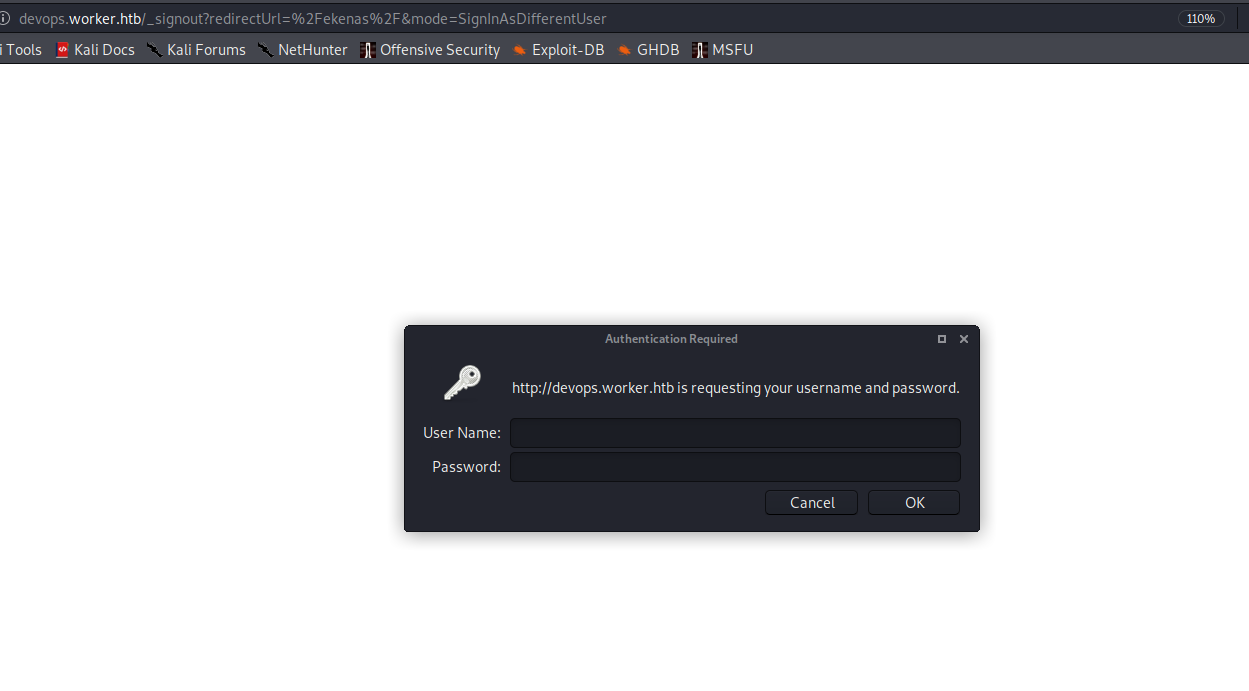 devops.worker.htb/_signout?redirectUrl=%2Fekenas%2F&mode=SignInAsDifferentUser 110%
i Tools Kali Docs Kali Forums NetHunter Offensive Security Exploit-DB GHDB MSFU
Authentication Required
http://devops.worker.htb is requesting your username and password.
User Name:
Password:
Cancel OK